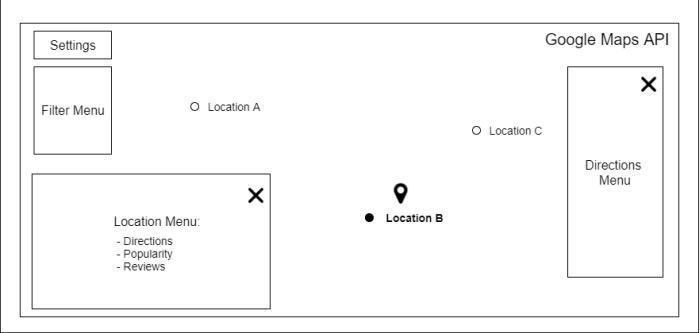 Settings
Google Maps API
Filter Menu
Location A
Location C
Directions
Menu
Location Menu:
- Directions
- Popularity
- Reviews
Location B